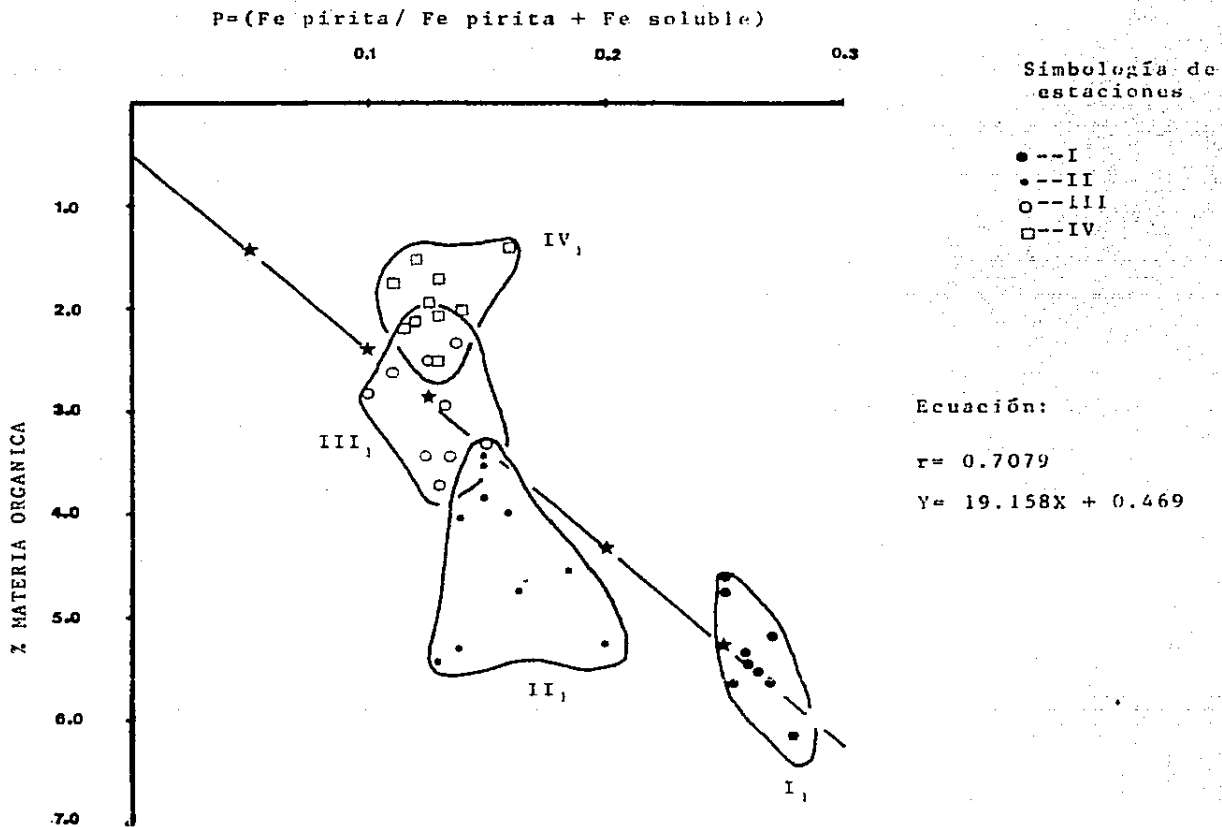 P=(Fe pirita/ Fe pirita + Fe soluble)
0.1 0.2 0.3
Simbología de
estaciones
●--I
•--II
○--III
□--IV
1.0
2.0
3.0
4.0
5.0
6.0
7.0
% MATERIA ORGANICA
IV₁
III₁
II₁
I₁
Ecuación:
r= 0.7079
Y= 19.158X + 0.469